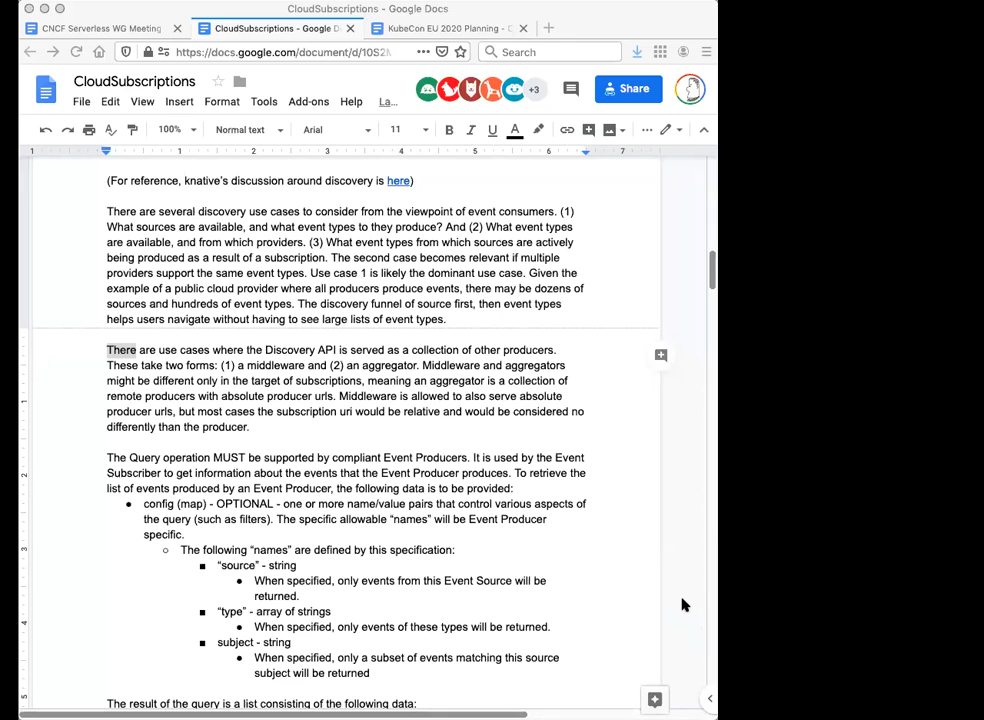 CloudSubscriptions - Google Docs
CNCF Serverless WG Meeting
CloudSubscriptions - Google D
KubeCon EU 2020 Planning - G
https://docs.google.com/document/d/10S2
Search
CloudSubscriptions
+3
Share
File Edit View Insert Format Tools Add-ons Help La...
100% Normal text Arial 11 B I U A
1 1 2 3 4 5 6 7
(For reference, knative's discussion around discovery is here)
There are several discovery use cases to consider from the viewpoint of event consumers. (1)
What sources are available, and what event types to they produce? And (2) What event types
are available, and from which providers. (3) What event types from which sources are actively
being produced as a result of a subscription. The second case becomes relevant if multiple
providers support the same event types. Use case 1 is likely the dominant use case. Given the
example of a public cloud provider where all producers produce events, there may be dozens of
sources and hundreds of event types. The discovery funnel of source first, then event types
helps users navigate without having to see large lists of event types.
There are use cases where the Discovery API is served as a collection of other producers.
These take two forms: (1) a middleware and (2) an aggregator. Middleware and aggregators
might be different only in the target of subscriptions, meaning an aggregator is a collection of
remote producers with absolute producer urls. Middleware is allowed to also serve absolute
producer urls, but most cases the subscription uri would be relative and would be considered no
differently than the producer.
The Query operation MUST be supported by compliant Event Producers. It is used by the Event
Subscriber to get information about the events that the Event Producer produces. To retrieve the
list of events produced by an Event Producer, the following data is to be provided:
● config (map) - OPTIONAL - one or more name/value pairs that control various aspects of
the query (such as filters). The specific allowable “names” will be Event Producer
specific.
○ The following “names” are defined by this specification:
■ “source” - string
● When specified, only events from this Event Source will be
returned.
■ “type” - array of strings
● When specified, only events of these types will be returned.
■ subject - string
● When specified, only a subset of events matching this source
subject will be returned
The result of the query is a list consisting of the following data:
1
2
3
4
5